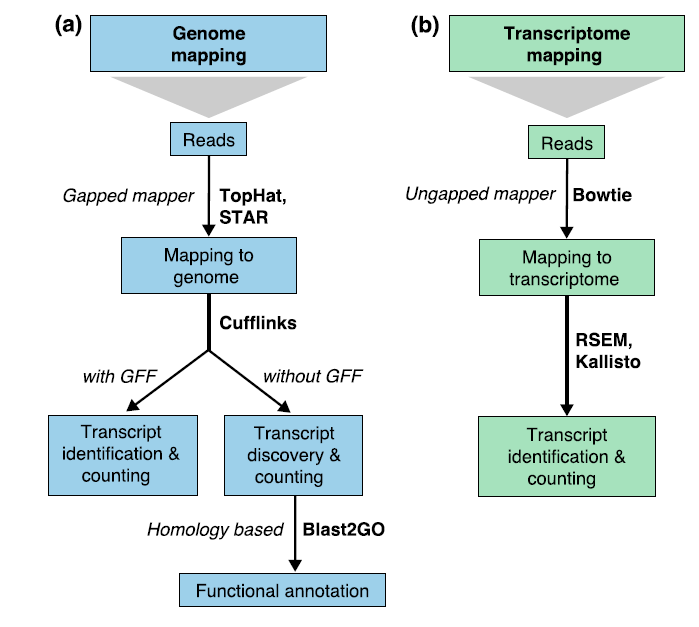 (a)
Genome
mapping
Reads
Gapped mapper
TopHat,
STAR
Mapping to
genome
Cufflinks
with GFF
without GFF
Transcript
identification &
counting
Transcript
discovery &
counting
Homology based
Blast2GO
Functional annotation
(b)
Transcriptome
mapping
Reads
Ungapped mapper
Bowtie
Mapping to
transcriptome
RSEM,
Kallisto
Transcript
identification &
counting